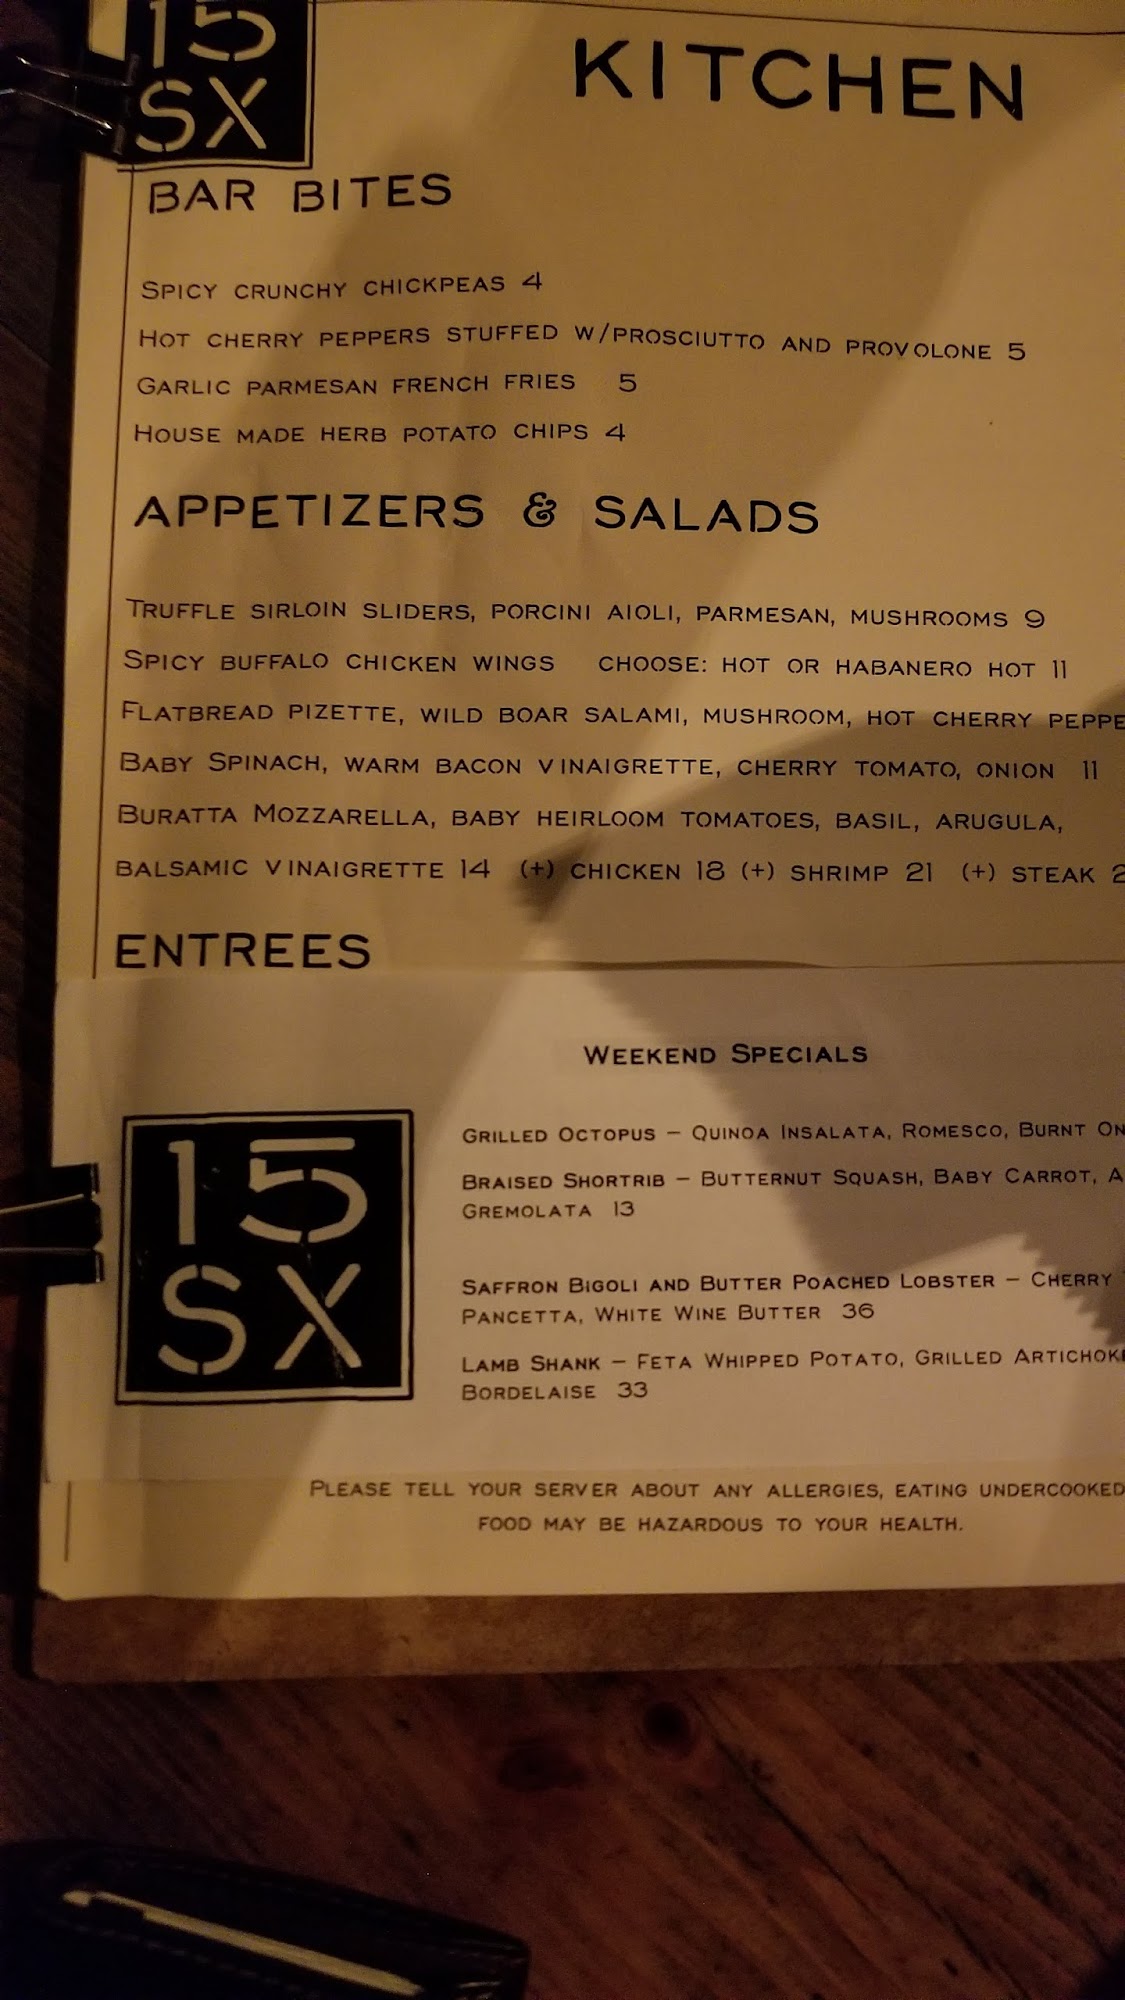 15
SX
KITCHEN
BAR BITES
SPICY CRUNCHY CHICKPEAS 4
HOT CHERRY PEPPERS STUFFED W/PROSCIUTTO AND PROVOLONE 5
GARLIC PARMESAN FRENCH FRIES 5
HOUSE MADE HERB POTATO CHIPS 4
APPETIZERS & SALADS
TRUFFLE SIRLOIN SLIDERS, PORCINI AIOLI, PARMESAN, MUSHROOMS 9
SPICY BUFFALO CHICKEN WINGS CHOOSE: HOT OR HABANERO HOT 11
FLATBREAD PIZETTE, WILD BOAR SALAMI, MUSHROOM, HOT CHERRY PEPPE
BABY SPINACH, WARM BACON VINAIGRETTE, CHERRY TOMATO, ONION 11
BURATTA MOZZARELLA, BABY HEIRLOOM TOMATOES, BASIL, ARUGULA,
BALSAMIC VINAIGRETTE 14 (+) CHICKEN 18 (+) SHRIMP 21 (+) STEAK 2
ENTREES
WEEKEND SPECIALS
15
SX
GRILLED OCTOPUS – QUINOA INSALATA, ROMESCO, BURNT ON
BRAISED SHORTRIB – BUTTERNUT SQUASH, BABY CARROT, A
GREMOLATA 13
SAFFRON BIGOLI AND BUTTER POACHED LOBSTER – CHERRY
PANCETTA, WHITE WINE BUTTER 36
LAMB SHANK – FETA WHIPPED POTATO, GRILLED ARTICHOK
BORDELAISE 33
PLEASE TELL YOUR SERVER ABOUT ANY ALLERGIES, EATING UNDERCOOKED
FOOD MAY BE HAZARDOUS TO YOUR HEALTH.